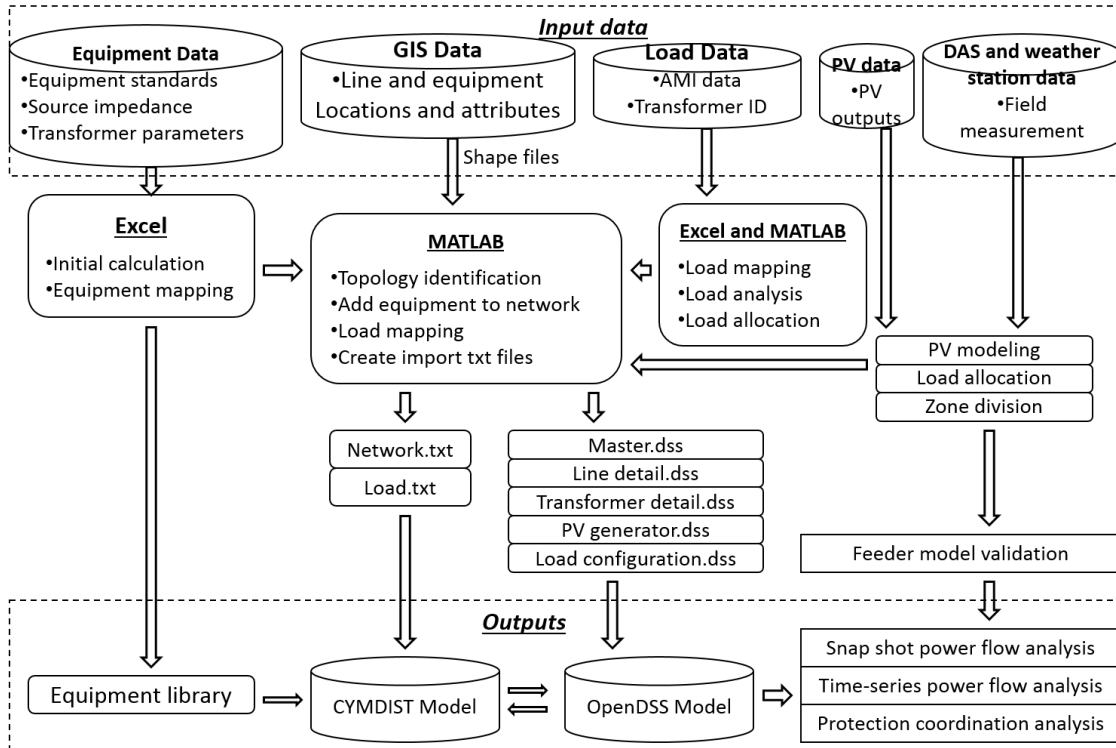 Input data
Equipment Data
•Equipment standards
•Source impedance
•Transformer parameters
GIS Data
•Line and equipment
Locations and attributes
Load Data
•AMI data
•Transformer ID
PV data
•PV
outputs
DAS and weather
station data
•Field
measurement
Shape files
Excel
•Initial calculation
•Equipment mapping
MATLAB
•Topology identification
•Add equipment to network
•Load mapping
•Create import txt files
Excel and MATLAB
•Load mapping
•Load analysis
•Load allocation
PV modeling
Load allocation
Zone division
Network.txt
Load.txt
Master.dss
Line detail.dss
Transformer detail.dss
PV generator.dss
Load configuration.dss
Feeder model validation
Outputs
Equipment library
CYMDIST Model
OpenDSS Model
Snap shot power flow analysis
Time-series power flow analysis
Protection coordination analysis